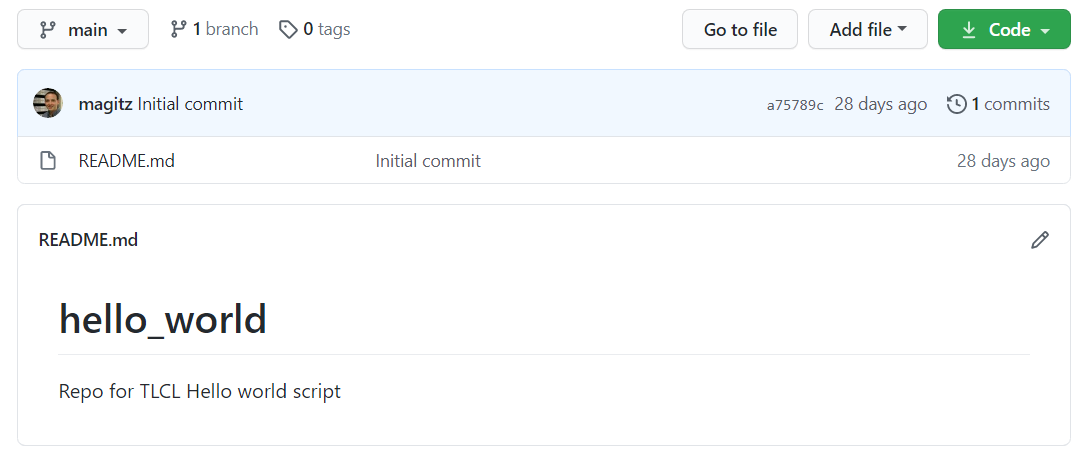 main 1 branch 0 tags Go to file Add file Code
magitz Initial commit a75789c 28 days ago 1 commits
README.md Initial commit 28 days ago
README.md
hello_world
Repo for TLCL Hello world script